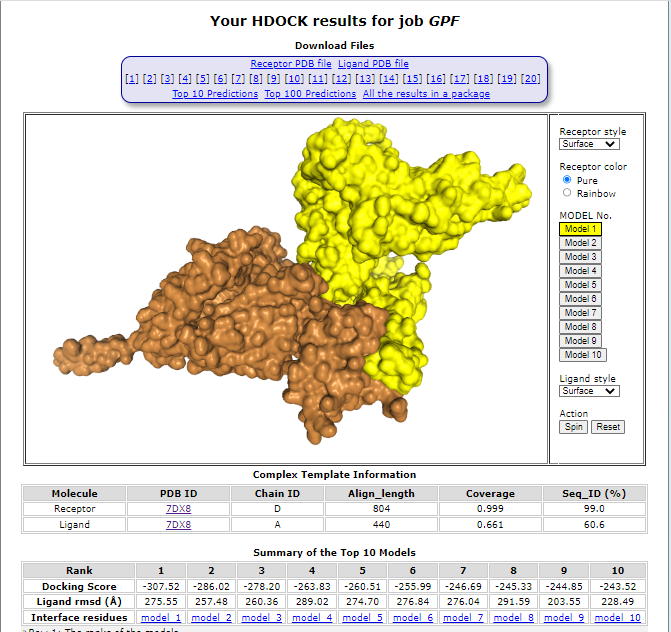 Your HDOCK results for job GPF
Download Files
Receptor PDB file Ligand PDB file
[1] [2] [3] [4] [5] [6] [7] [8] [9] [10] [11] [12] [13] [14] [15] [16] [17] [18] [19] [20]
Top 10 Predictions Top 100 Predictions All the results in a package
Receptor style
Surface
Receptor color
Pure
Rainbow
MODEL No.
Model 1
Model 2
Model 3
Model 4
Model 5
Model 6
Model 7
Model 8
Model 9
Model 10
Ligand style
Surface
Action
Spin Reset
Complex Template Information
Molecule PDB ID Chain ID Align_length Coverage Seq_ID (%)
Receptor 7DX8 D 804 0.999 99.0
Ligand 7DX8 A 440 0.661 60.6
Summary of the Top 10 Models
Rank 1 2 3 4 5 6 7 8 9 10
Docking Score -307.52 -286.02 -278.20 -263.83 -260.51 -255.99 -246.69 -245.33 -244.85 -243.52
Ligand rmsd (Å) 275.55 257.48 260.36 289.02 274.70 276.84 276.04 291.59 203.55 228.49
Interface residues model_1 model_2 model_3 model_4 model_5 model_6 model_7 model_8 model_9 model_10